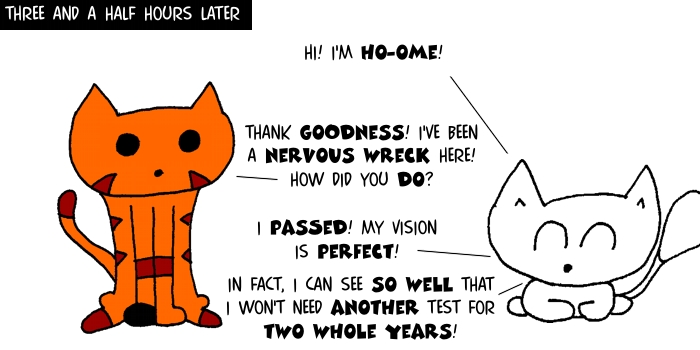 THREE AND A HALF HOURS LATER
HI! I'M HO-OME!
THANK GOODNESS! I'VE BEEN
A NERVOUS WRECK HERE!
HOW DID YOU DO?
I PASSED! MY VISION
IS PERFECT!
IN FACT, I CAN SEE SO WELL THAT
I WON'T NEED ANOTHER TEST FOR
TWO WHOLE YEARS!